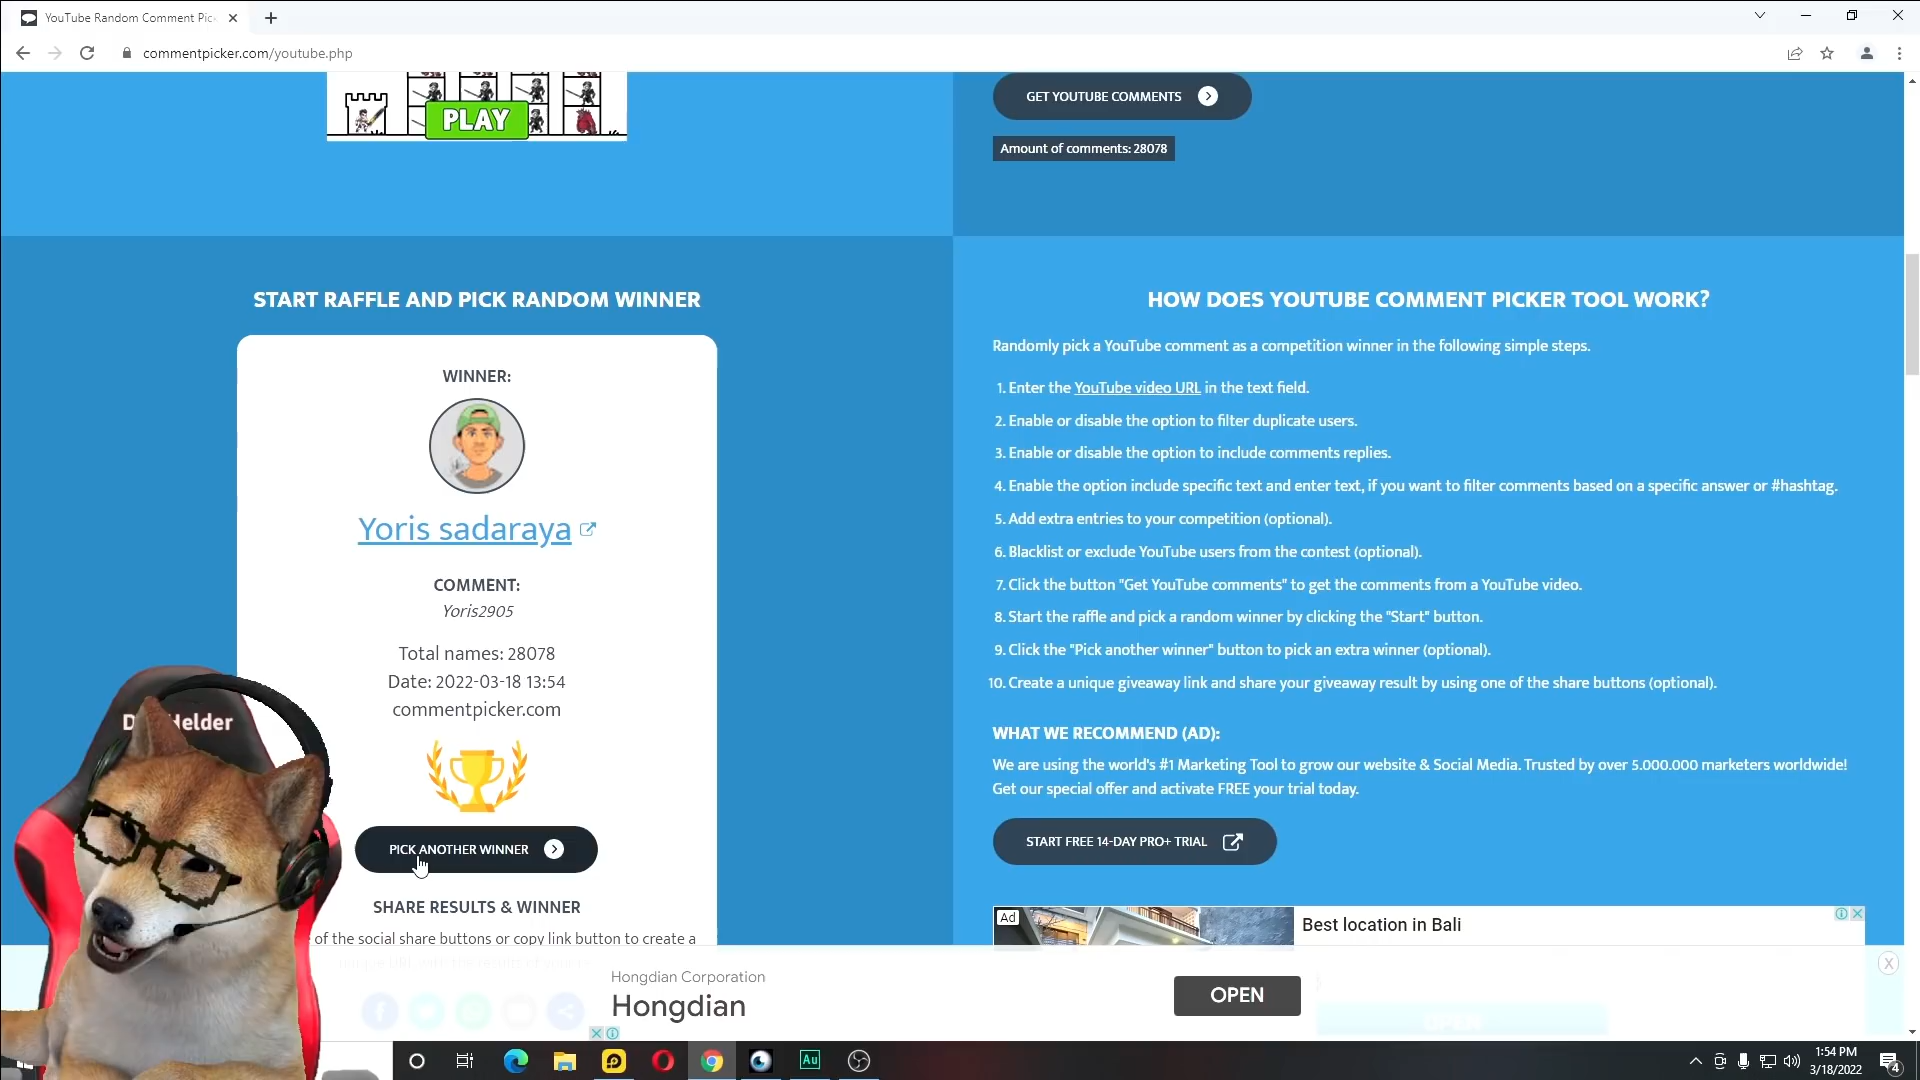 YouTube Random Comment Pic
commentpicker.com/youtube.php
PLAY
GET YOUTUBE COMMENTS
Amount of comments: 28078
START RAFFLE AND PICK RANDOM WINNER
WINNER:
Yoris sadaraya
COMMENT:
Yoris2905
Total names: 28078
Date: 2022-03-18 13:54
commentpicker.com
PICK ANOTHER WINNER
SHARE RESULTS & WINNER
of the social share buttons or copy link button to create a
HOW DOES YOUTUBE COMMENT PICKER TOOL WORK?
Randomly pick a YouTube comment as a competition winner in the following simple steps.
1. Enter the YouTube video URL in the text field.
2. Enable or disable the option to filter duplicate users.
3. Enable or disable the option to include comments replies.
4. Enable the option include specific text and enter text, if you want to filter comments based on a specific answer or #hashtag.
5. Add extra entries to your competition (optional).
6. Blacklist or exclude YouTube users from the contest (optional).
7. Click the button "Get YouTube comments" to get the comments from a YouTube video.
8. Start the raffle and pick a random winner by clicking the "Start" button.
9. Click the "Pick another winner" button to pick an extra winner (optional).
10. Create a unique giveaway link and share your giveaway result by using one of the share buttons (optional).
WHAT WE RECOMMEND (AD):
We are using the world's #1 Marketing Tool to grow our website & Social Media. Trusted by over 5.000.000 marketers worldwide!
Get our special offer and activate FREE your trial today.
START FREE 14-DAY PRO+ TRIAL
Ad
Best location in Bali
Hongdian Corporation
Hongdian
OPEN
X
Au
1:54 PM
3/18/2022
4